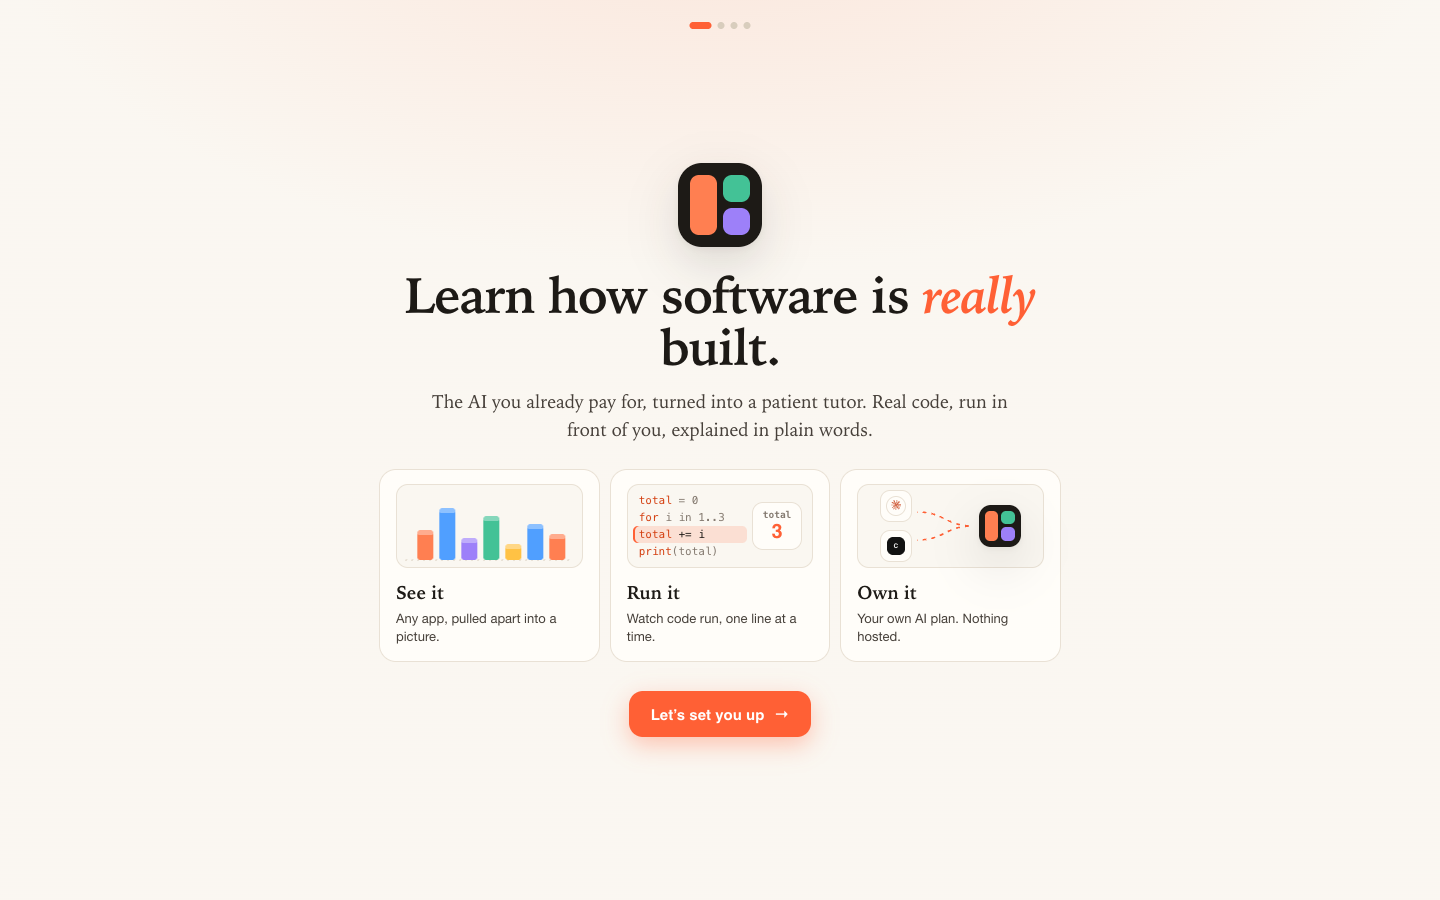 Learn how software is really
built.
The AI you already pay for, turned into a patient tutor. Real code, run in
front of you, explained in plain words.
total = 0
for i in 1..3
total += i
print(total)
total
3
C
See it
Any app, pulled apart into a
picture.
Run it
Watch code run, one line at a
time.
Own it
Your own AI plan. Nothing
hosted.
Let’s set you up →